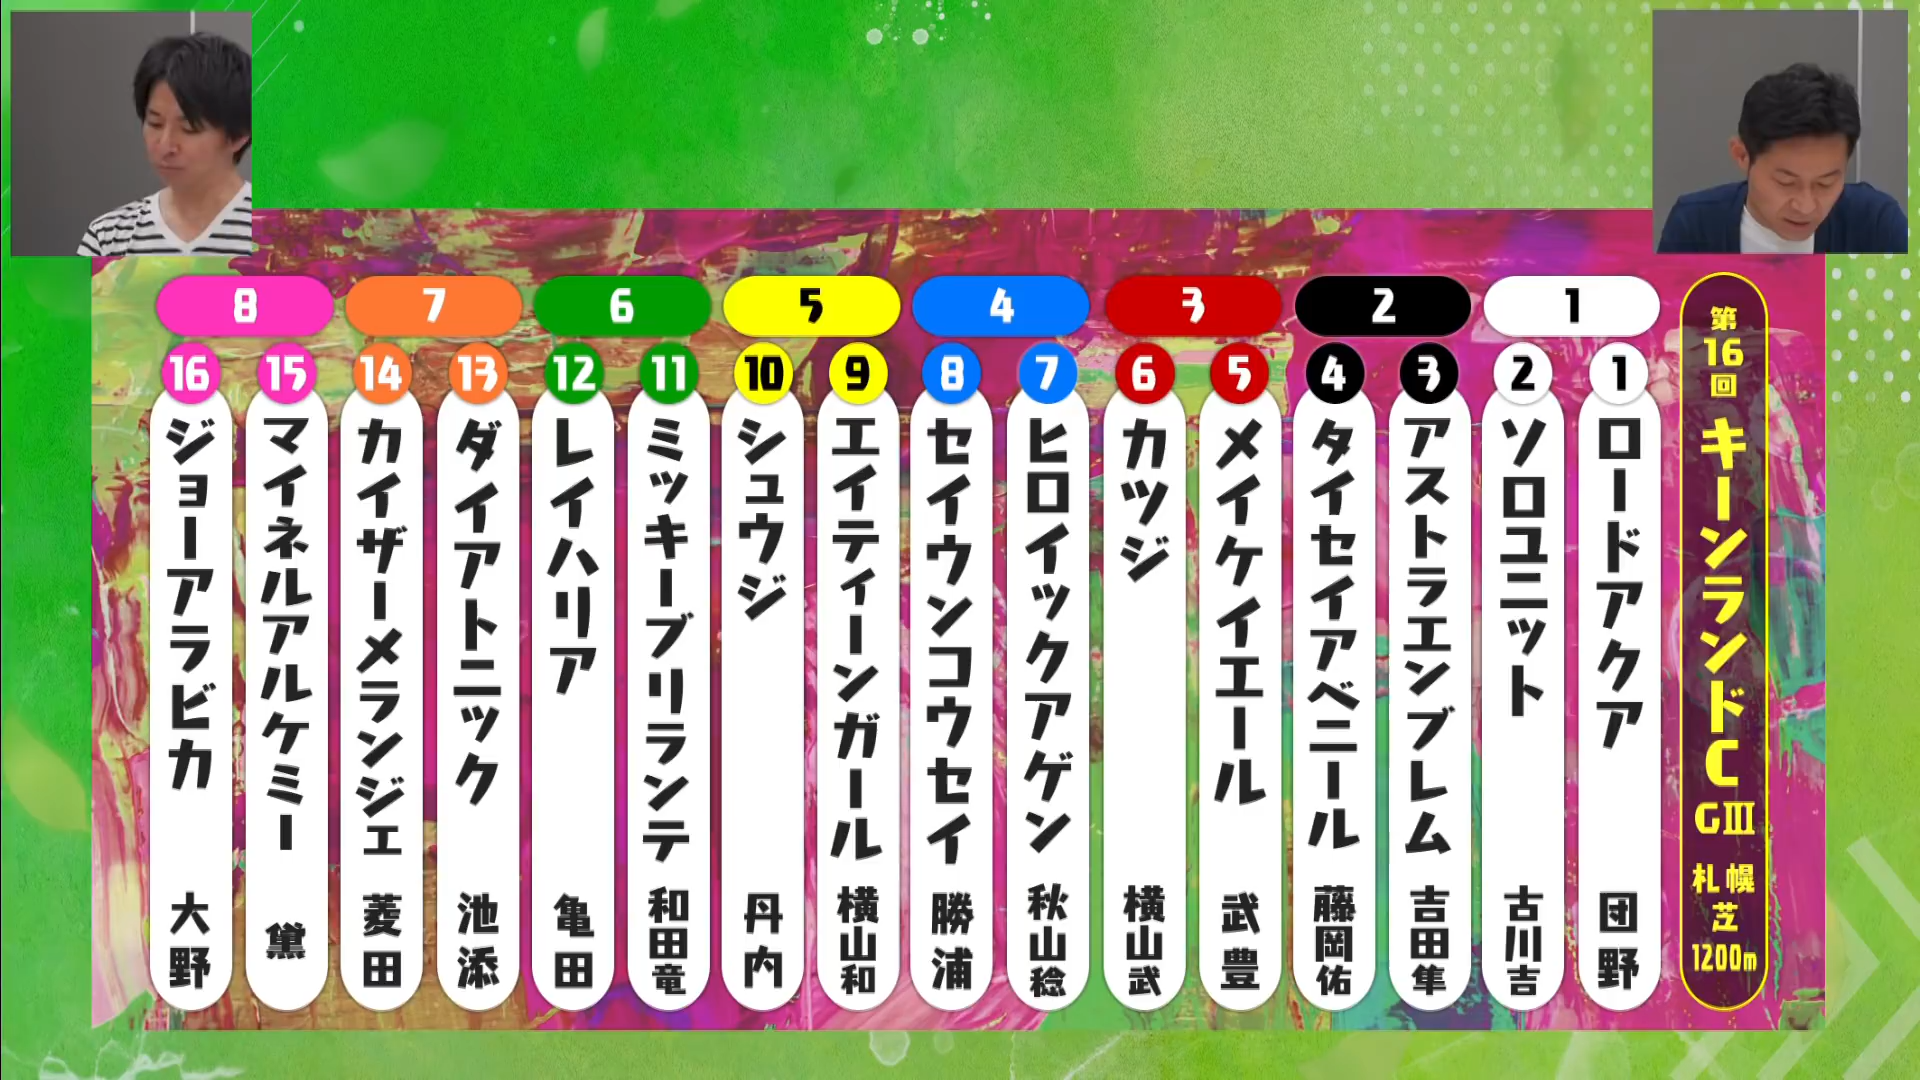 第16回 キーンランドC GⅢ 札幌 芝 1200m
1
1 ロードアクア 団野
2 ソロユニット 古川吉
2
3 アストラエンブレム 吉田隼
4 タイセイアベニール 藤岡佑
3
5 メイケイエール 武豊
6 カツジ 横山武
4
7 ヒロイックアゲン 秋山稔
8 セイウンコウセイ 勝浦
5
9 エイティーンガール 横山和
10 シュウジ 丹内
6
11 ミッキーブリランテ 和田竜
12 レイハリア 亀田
7
13 ダイアトニック 池添
14 カイザーメランジェ 菱田
8
15 マイネルアルケミー 黛
16 ジョーアラビカ 大野